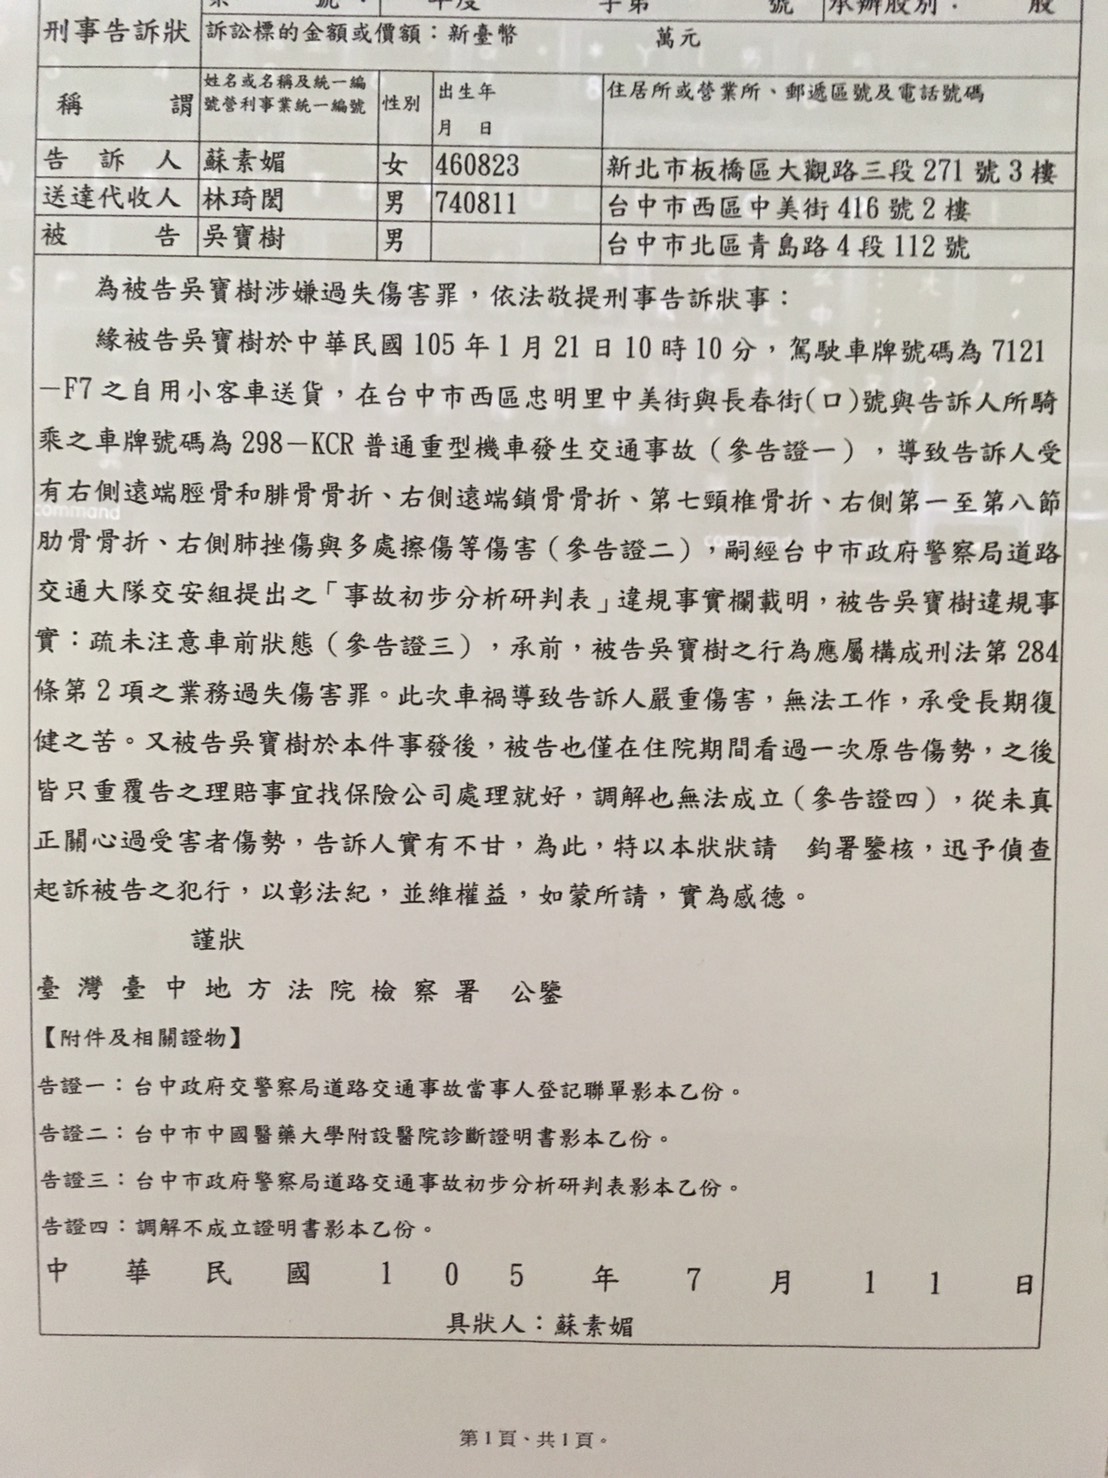 號： 年度 字第 號 承辦股別： 股
刑事告訴狀 訴訟標的金額或價額：新臺幣 萬元
稱 謂 姓名或名稱及統一編號營利事業統一編號 性別 出生年月 日 住居所或營業所、郵遞區號及電話號碼
告 訴 人 蘇素媚 女 460823 新北市板橋區大觀路三段271號3樓
送達代收人 林琦閎 男 740811 台中市西區中美街416號2樓
被 告 吳寶樹 男 台中市北區青島路4段112號
為被告吳寶樹涉嫌過失傷害罪，依法敬提刑事告訴狀事：
緣被告吳寶樹於中華民國105年1月21日10時10分，駕駛車牌號碼為7121
－F7之自用小客車送貨，在台中市西區忠明里中美街與長春街(口)號與告訴人所騎
乘之車牌號碼為298－KCR普通重型機車發生交通事故（參告證一），導致告訴人受
有右側遠端脛骨和腓骨骨折、右側遠端鎖骨骨折、第七頸椎骨折、右側第一至第八節
肋骨骨折、右側肺挫傷與多處擦傷等傷害（參告證二），嗣經台中市政府警察局道路
交通大隊交安組提出之「事故初步分析研判表」違規事實欄載明，被告吳寶樹違規事
實：疏未注意車前狀態（參告證三），承前，被告吳寶樹之行為應屬構成刑法第284
條第2項之業務過失傷害罪。此次車禍導致告訴人嚴重傷害，無法工作，承受長期復
健之苦。又被告吳寶樹於本件事發後，被告也僅在住院期間看過一次原告傷勢，之後
皆只重覆告之理賠事宜找保險公司處理就好，調解也無法成立（參告證四），從未真
正關心過受害者傷勢，告訴人實有不甘，為此，特以本狀狀請　鈞署鑒核，迅予偵查
起訴被告之犯行，以彰法紀，並維權益，如蒙所請，實為感德。
謹狀
臺灣臺中地方法院檢察署　公鑒
【附件及相關證物】
告證一：台中政府交警察局道路交通事故當事人登記聯單影本乙份。
告證二：台中市中國醫藥大學附設醫院診斷證明書影本乙份。
告證三：台中市政府警察局道路交通事故初步分析研判表影本乙份。
告證四：調解不成立證明書影本乙份。
中 華 民 國 1 0 5 年 7 月 1 1 日
具狀人：蘇素媚
第1頁、共1頁。
command
command